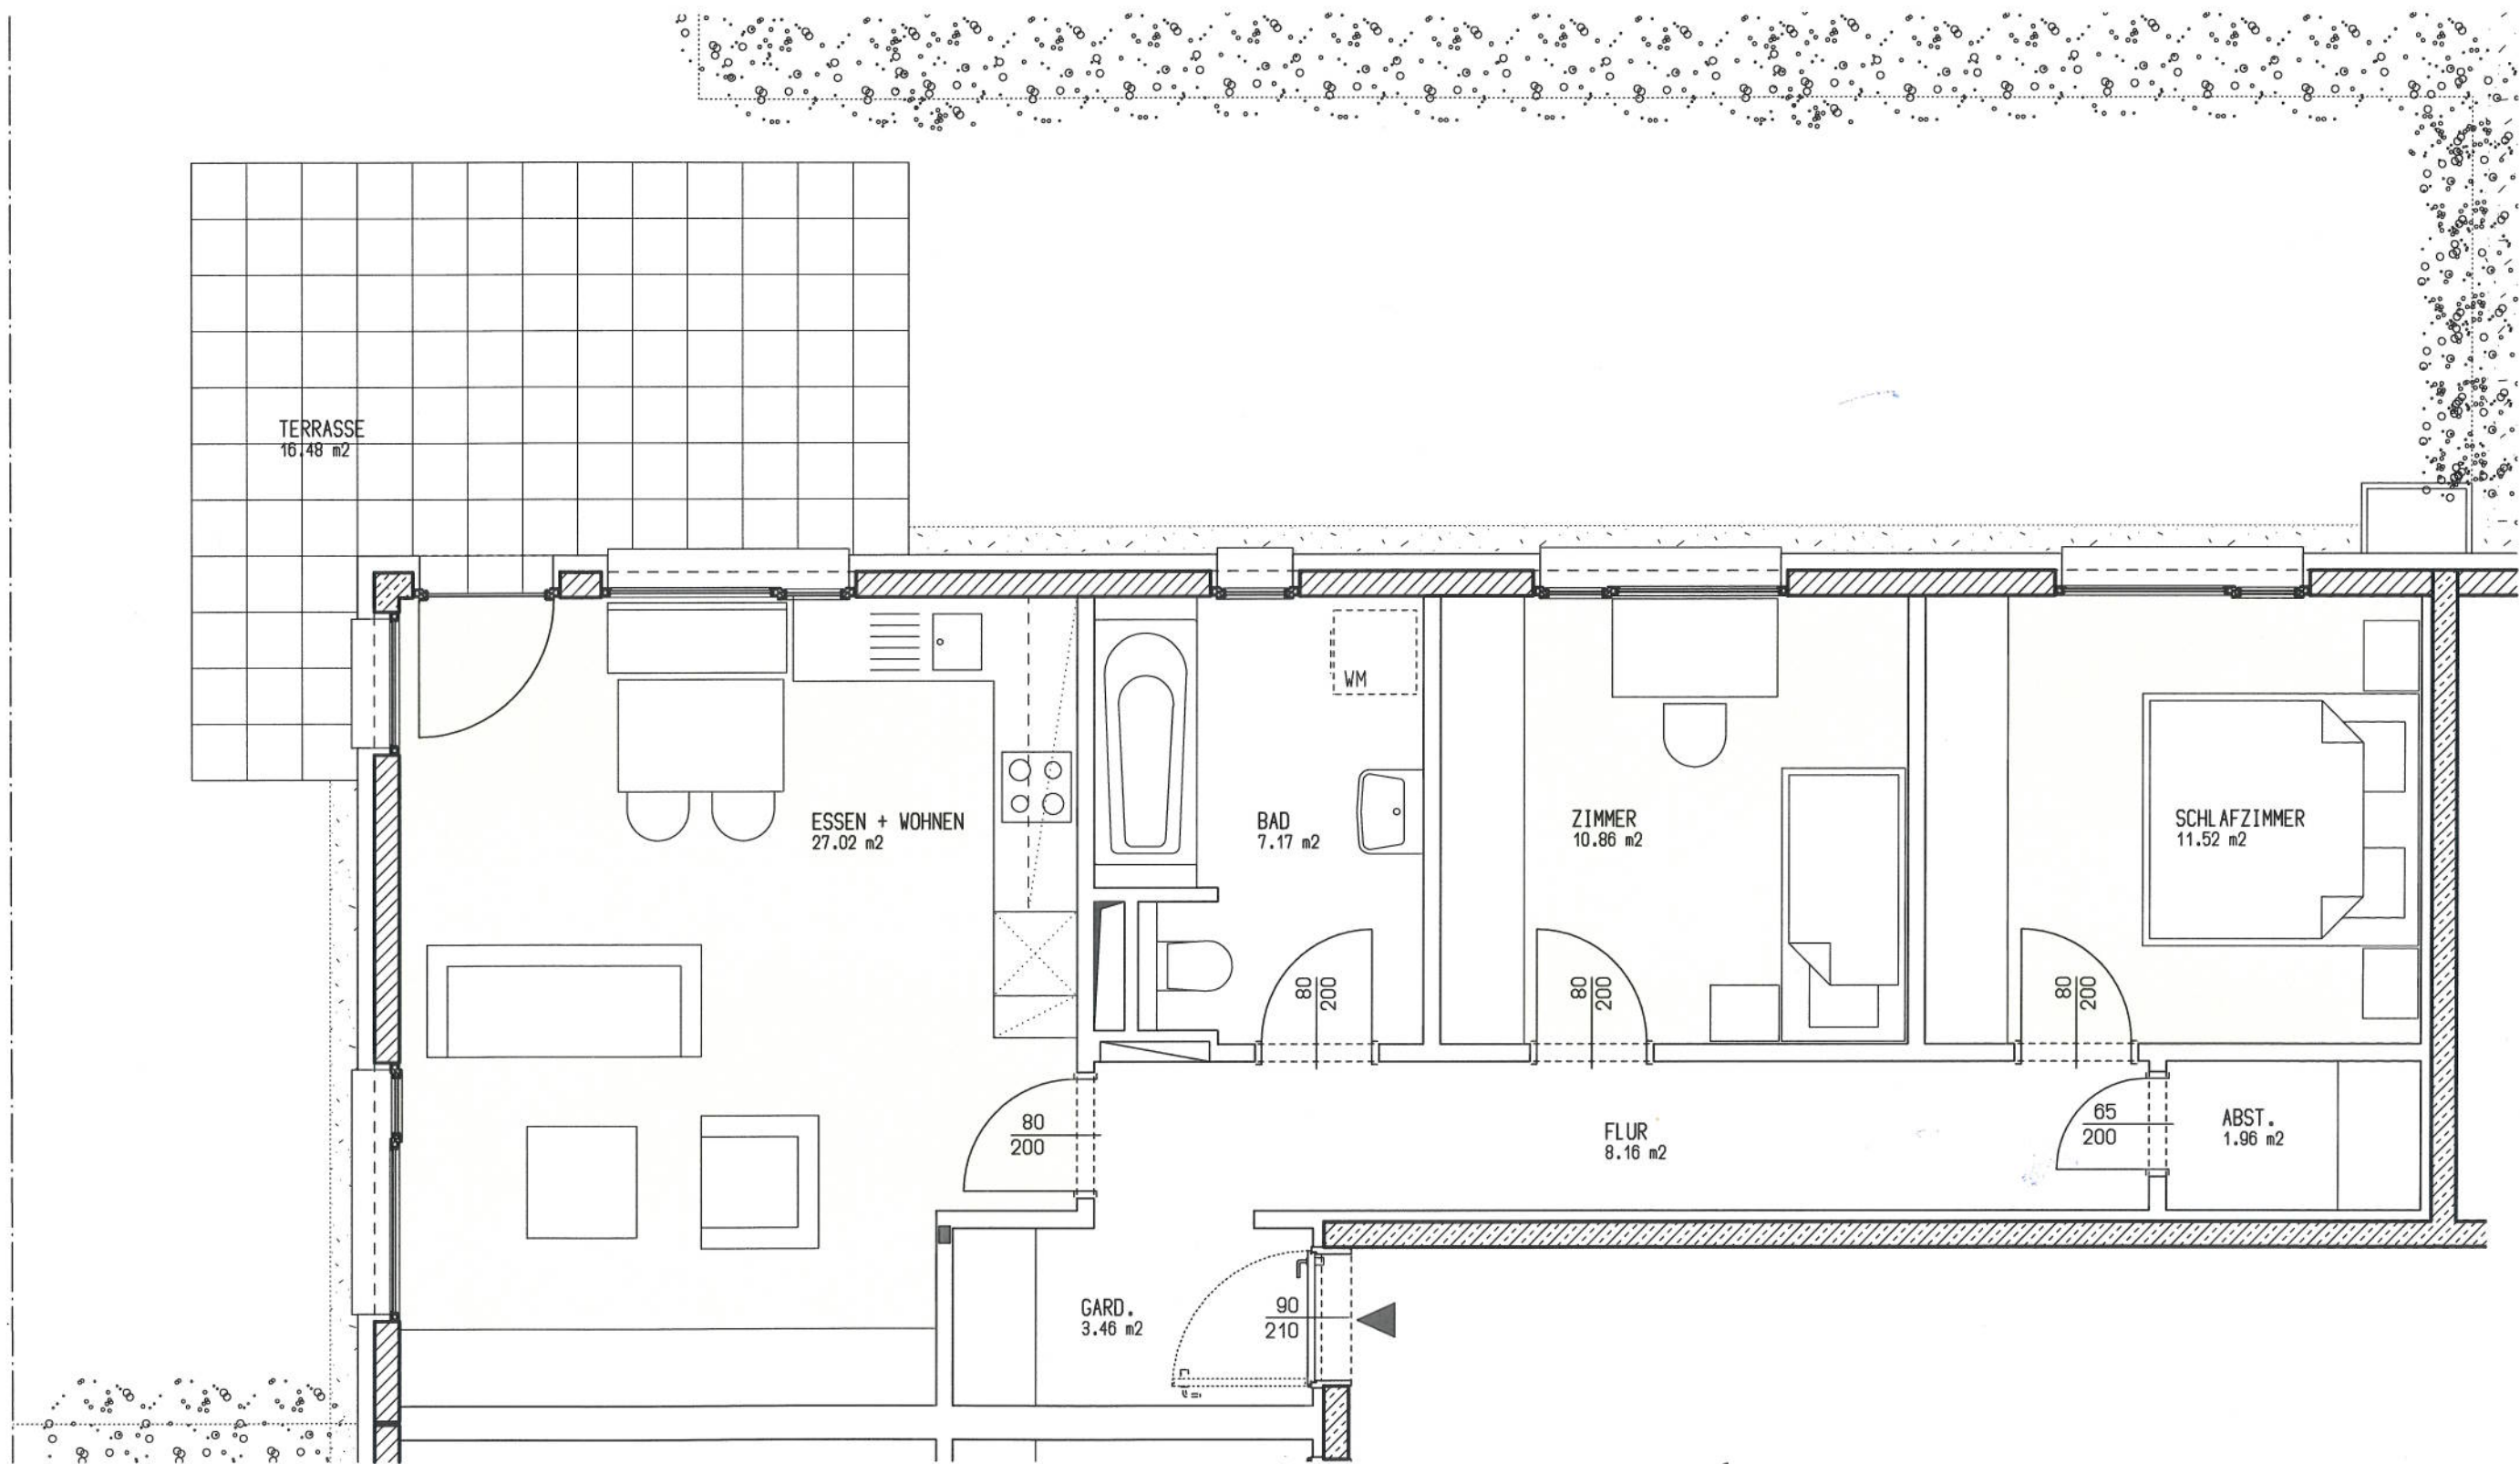 TERRASSE
16.48 m2
ESSEN + WOHNEN
27.02 m2
WM
BAD
7.17 m2
ZIMMER
10.86 m2
SCHLAFZIMMER
11.52 m2
80
200
80
200
80
200
80
200
FLUR
8.16 m2
65
200
ABST.
1.96 m2
GARD.
3.46 m2
90
210